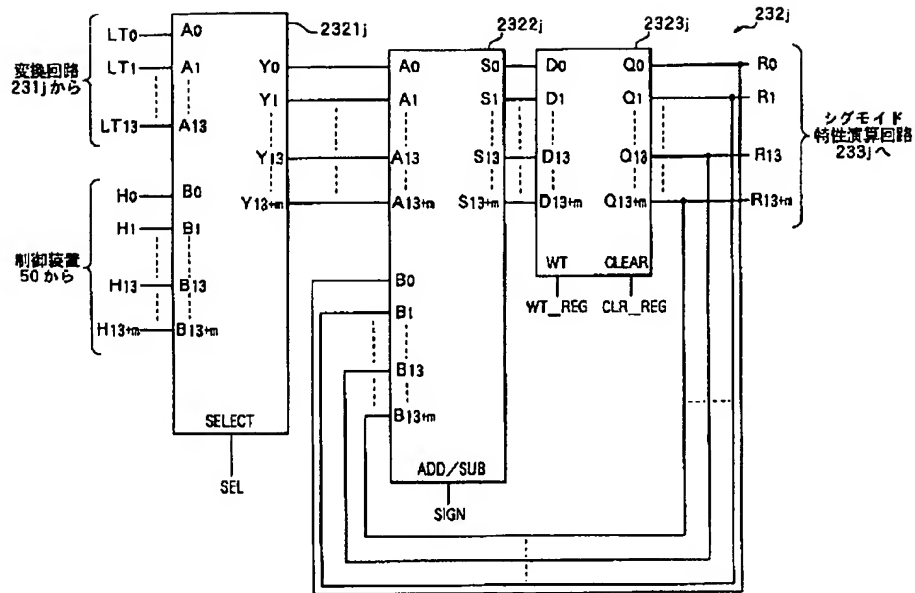 2321j
2322j
2323j
232j
変換回路
231jから
LT0
LT1
LT13
A0
A1
A13
制御装置
50から
H0
H1
H13
H13+m
B0
B1
B13
B13+m
Y0
Y1
Y13
Y13+m
SELECT
SEL
A0
A1
A13
A13+m
B0
B1
B13
B13+m
S0
S1
S13
S13+m
ADD/SUB
SIGN
D0
D1
D13
D13+m
Q0
Q1
Q13
Q13+m
WT
CLEAR
WT_REG
CLR_REG
R0
R1
R13
R13+m
シグモイド
特性演算回路
233jへ